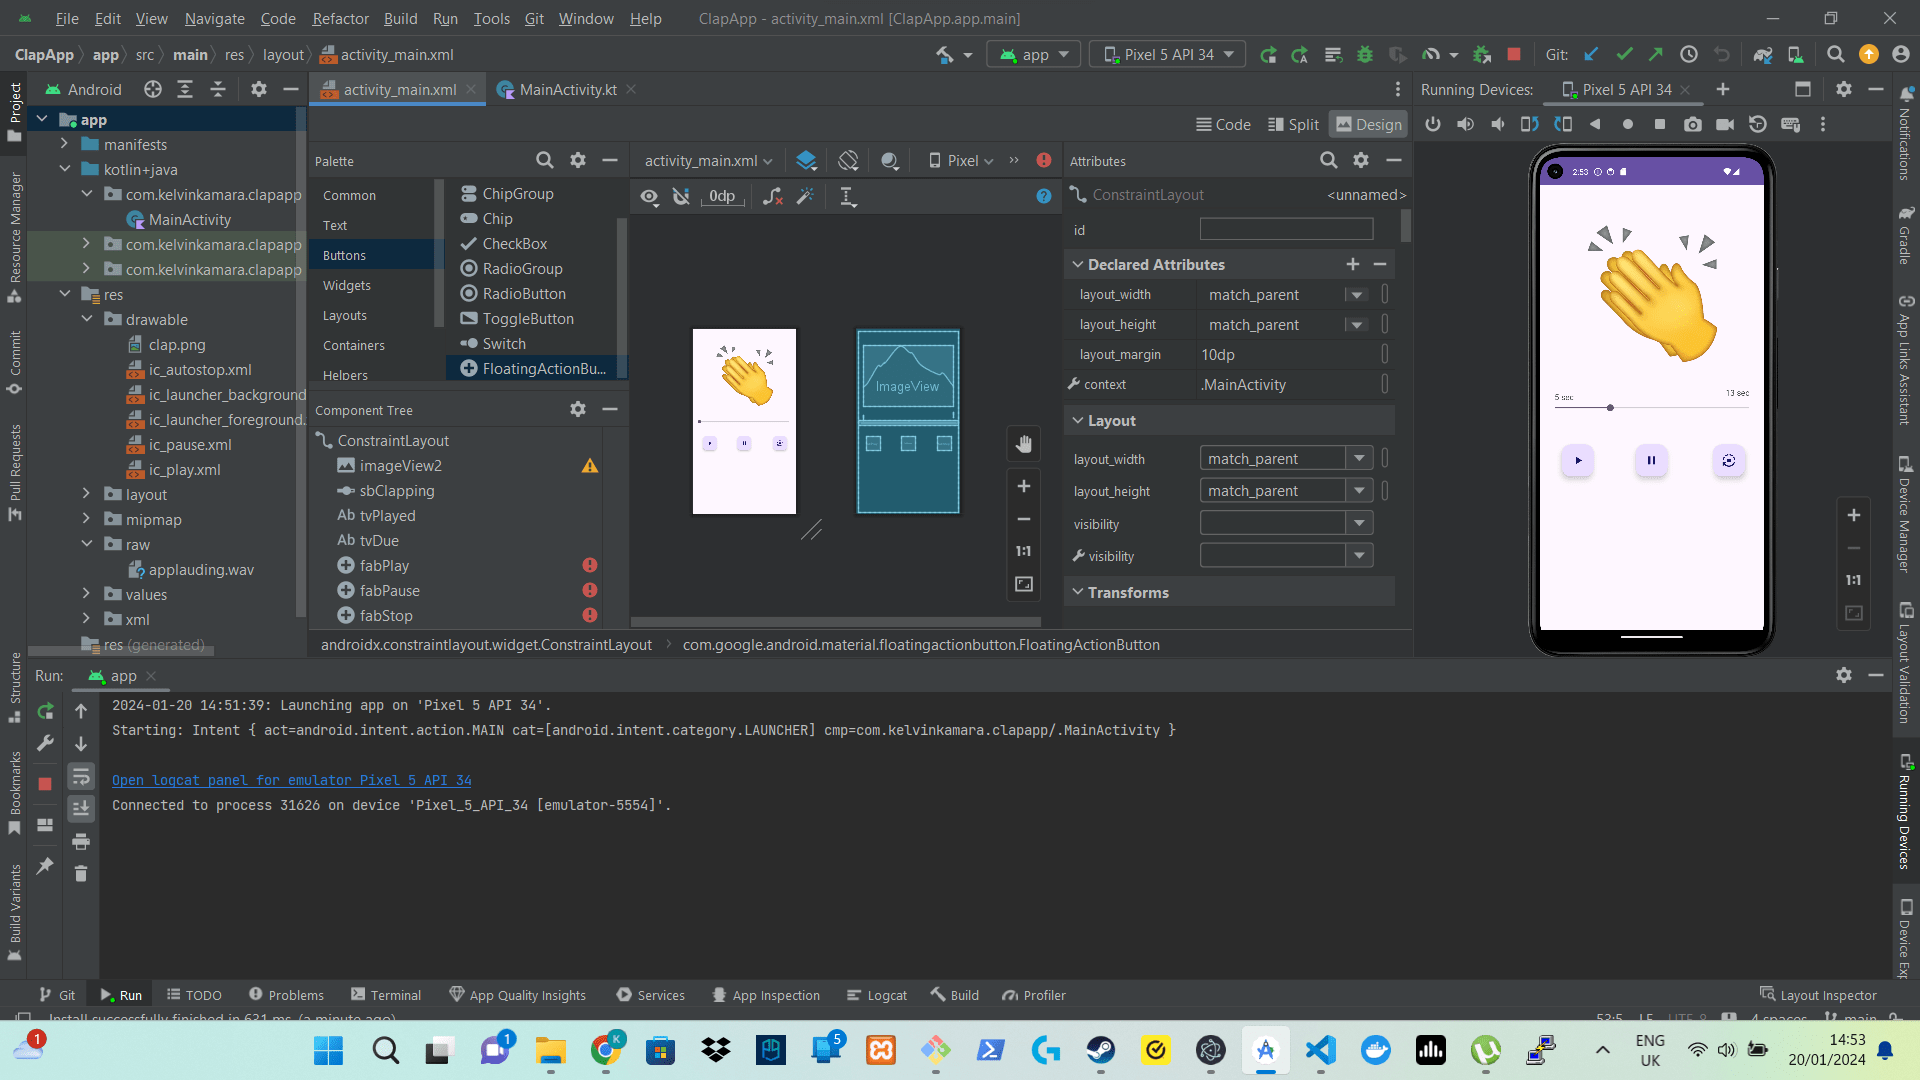 File Edit View Navigate Code Refactor Build Run Tools Git Window Help ClapApp - activity_main.xml [ClapApp.app.main]
ClapApp app src main res layout activity_main.xml
app Pixel 5 API 34 Git:
Android
activity_main.xml MainActivity.kt
Running Devices: Pixel 5 API 34
Project
Resource Manager
Commit
Pull Requests
Structure
Bookmarks
Build Variants
app
manifests
kotlin+java
com.kelvinkamara.clapapp
MainActivity
com.kelvinkamara.clapapp
com.kelvinkamara.clapapp
res
drawable
clap.png
ic_autostop.xml
ic_launcher_background
ic_launcher_foreground.
ic_pause.xml
ic_play.xml
layout
mipmap
raw
applauding.wav
values
xml
res (generated)
Code Split Design
Palette
Common
Text
Buttons
Widgets
Layouts
Containers
Helpers
ChipGroup
Chip
CheckBox
RadioGroup
RadioButton
ToggleButton
Switch
FloatingActionBu...
Component Tree
ConstraintLayout
imageView2
sbClapping
Ab tvPlayed
Ab tvDue
fabPlay
fabPause
fabStop
activity_main.xml Pixel
0dp
ImageView
1:1
Attributes
ConstraintLayout <unnamed>
id
Declared Attributes
layout_width match_parent
layout_height match_parent
layout_margin 10dp
context .MainActivity
Layout
layout_width match_parent
layout_height match_parent
visibility
visibility
Transforms
2:53
5 sec 13 sec
1:1
Notifications
Gradle
App Links Assistant
Device Manager
Layout Validation
Running Devices
Device Ex
androidx.constraintlayout.widget.ConstraintLayout com.google.android.material.floatingactionbutton.FloatingActionButton
Run: app
2024-01-20 14:51:39: Launching app on 'Pixel 5 API 34'.
Starting: Intent { act=android.intent.action.MAIN cat=[android.intent.category.LAUNCHER] cmp=com.kelvinkamara.clapapp/.MainActivity }
Open logcat panel for emulator Pixel 5 API 34
Connected to process 31626 on device 'Pixel_5_API_34 [emulator-5554]'.
Git Run TODO Problems Terminal App Quality Insights Services App Inspection Logcat Build Profiler Layout Inspector
Install successfully finished in 631 ms. (a minute ago) 53:5 LF UTF-8 4 spaces main
1
1
K
5
ENG
UK
14:53
20/01/2024